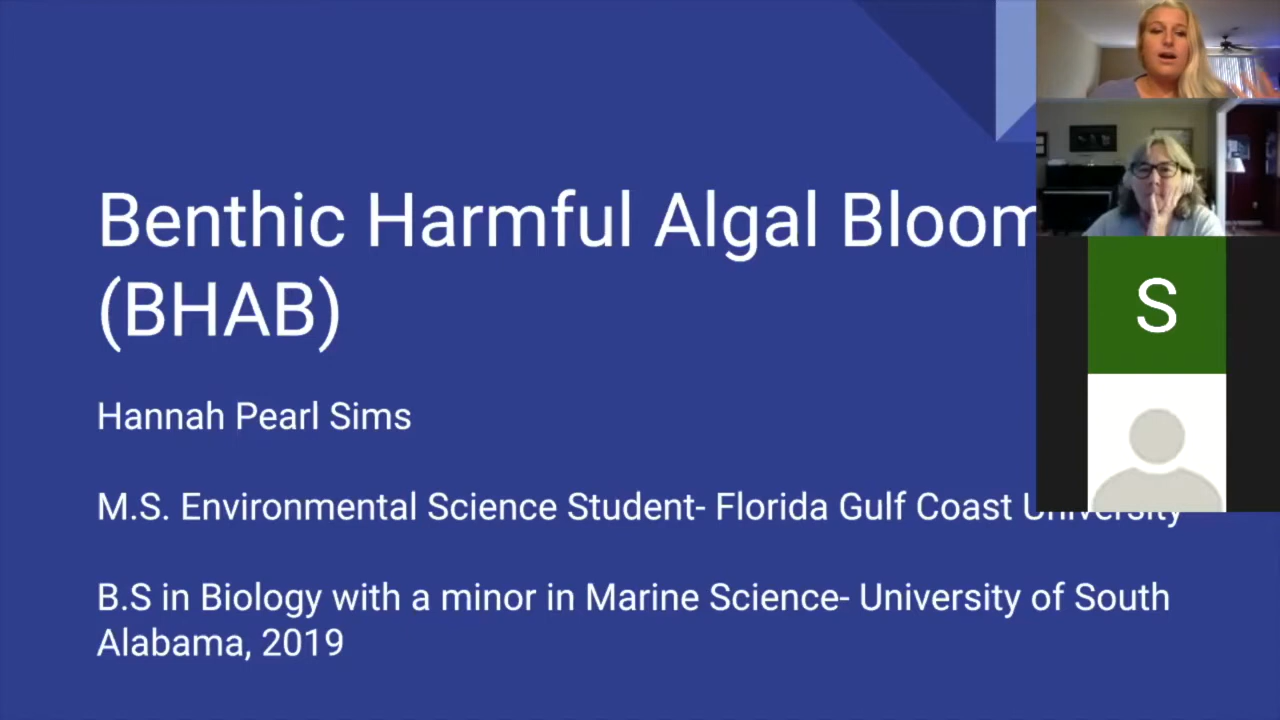 Benthic Harmful Algal Bloom
(BHAB)
Hannah Pearl Sims
M.S. Environmental Science Student- Florida Gulf Coast University
B.S in Biology with a minor in Marine Science- University of South
Alabama, 2019
S